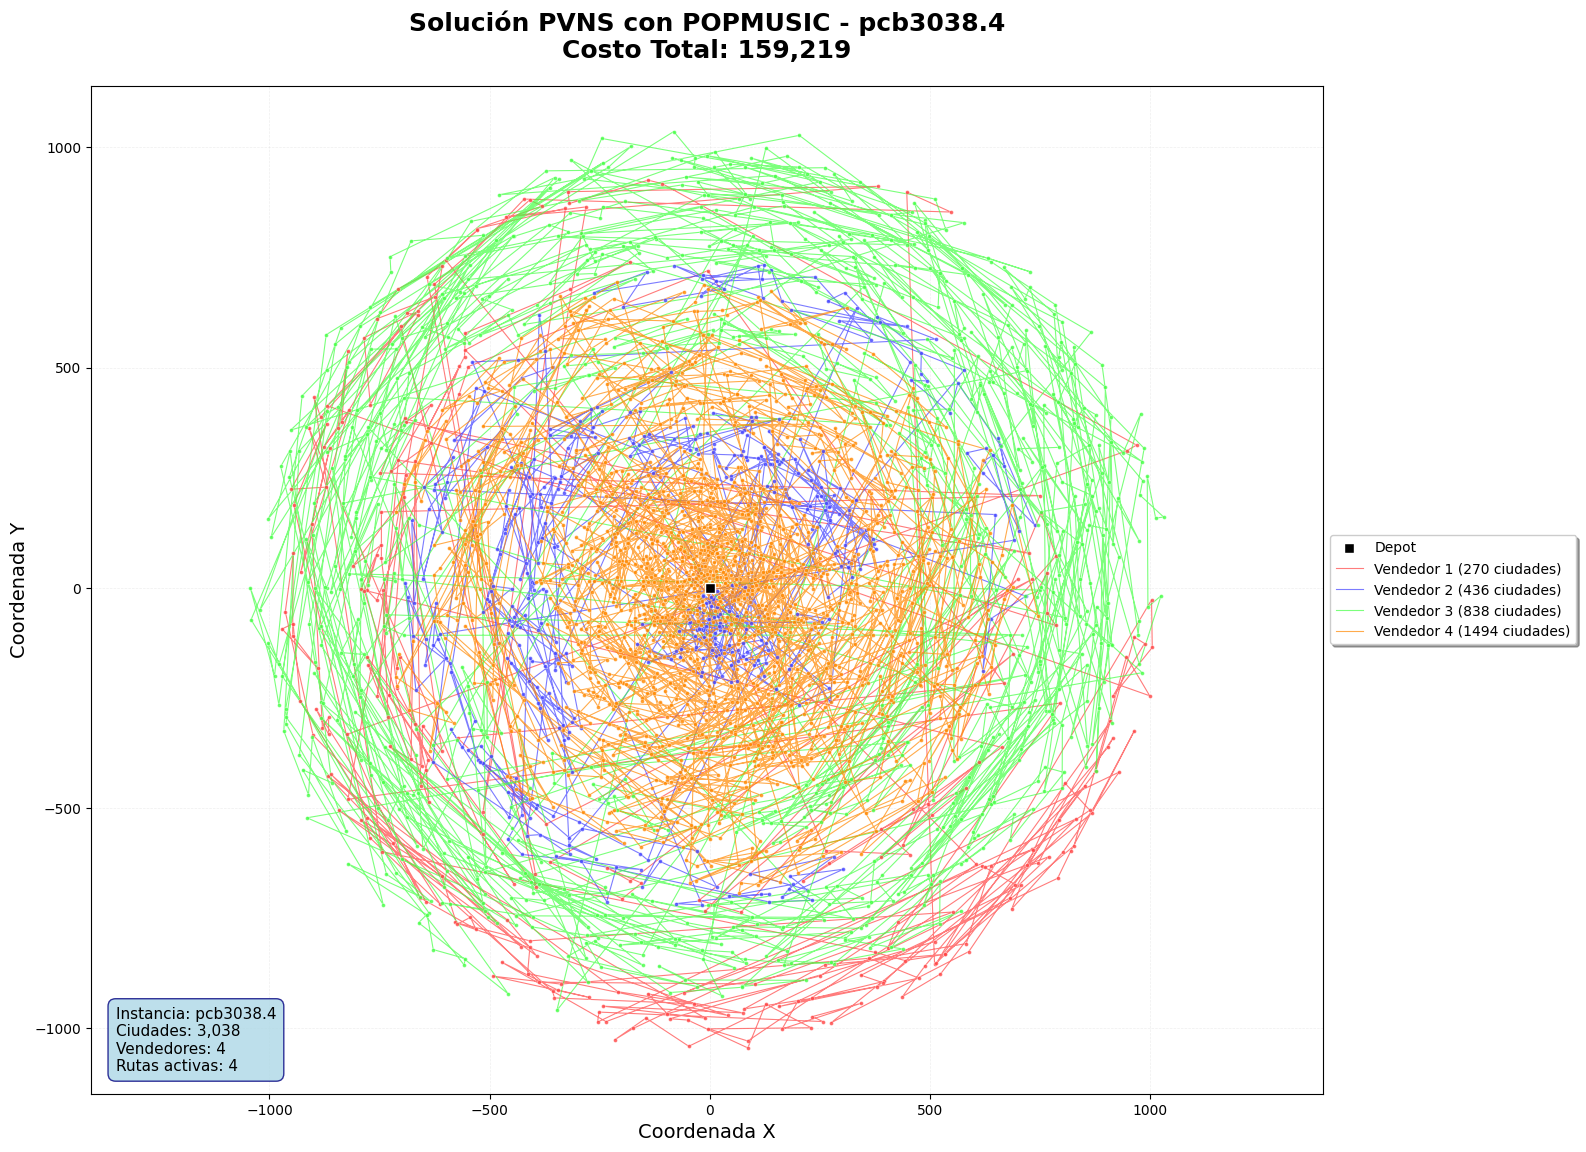 Solución PVNS con POPMUSIC - pcb3038.4
Costo Total: 159,219
Coordenada Y
1000
500
0
−500
−1000
Depot
Vendedor 1 (270 ciudades)
Vendedor 2 (436 ciudades)
Vendedor 3 (838 ciudades)
Vendedor 4 (1494 ciudades)
Instancia: pcb3038.4
Ciudades: 3,038
Vendedores: 4
Rutas activas: 4
−1000 −500 0 500 1000
Coordenada X